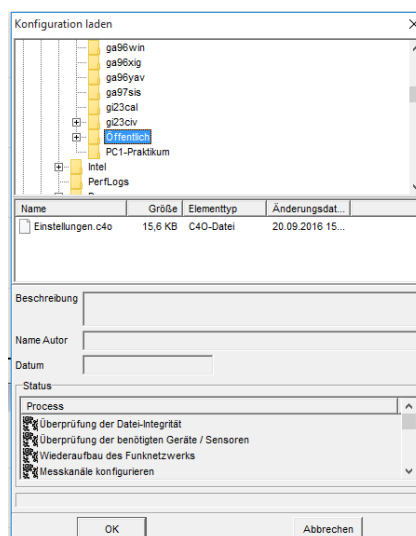 Konfiguration laden
ga96win
ga96xig
ga96yav
ga97sis
gi23cal
gi23civ
Öffentlich
PC1-Praktikum
Intel
PerfLogs
Name Größe Elementtyp Änderungsdat...
Einstellungen.c4o 15,6 KB C4O-Datei 20.09.2016 15...
Beschreibung
Name Autor
Datum
Status
Process
Überprüfung der Datei-Integrität
Überprüfung der benötigten Geräte / Sensoren
Wiederaufbau des Funknetzwerks
Messkanäle konfigurieren
OK Abbrechen